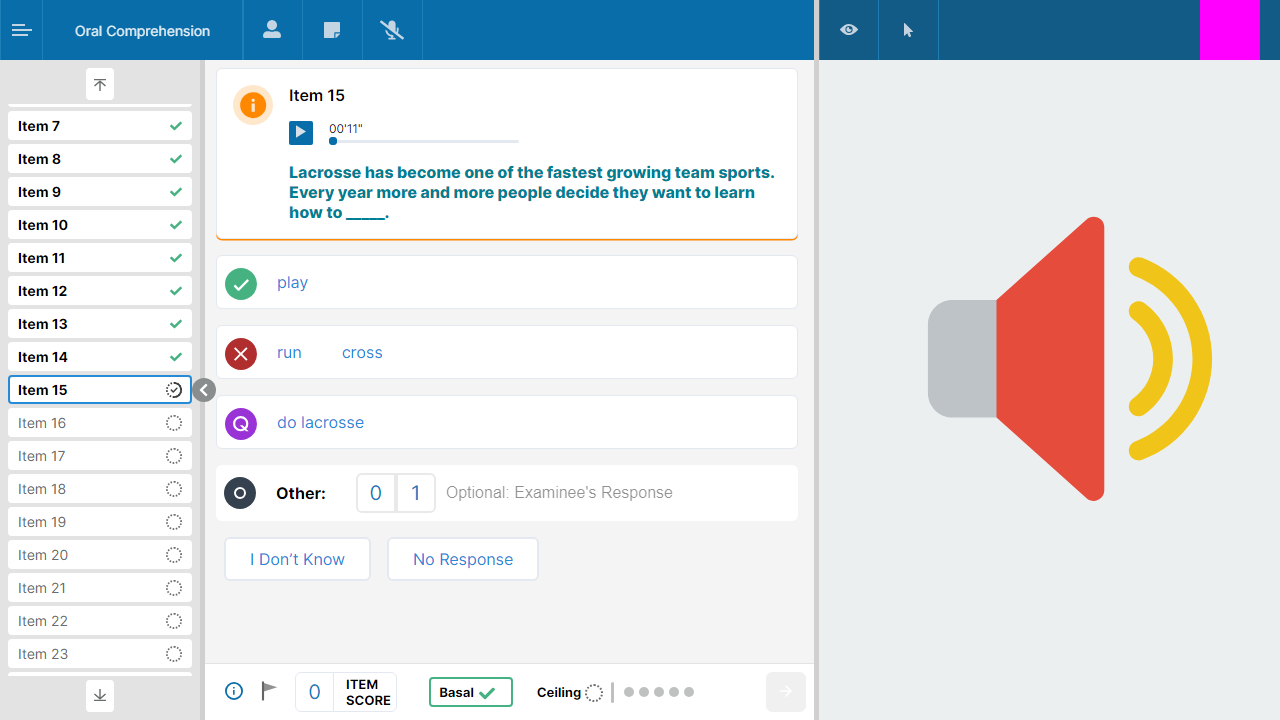 Oral Comprehension
Item 7
Item 8
Item 9
Item 10
Item 11
Item 12
Item 13
Item 14
Item 15
Item 16
Item 17
Item 18
Item 19
Item 20
Item 21
Item 22
Item 23
Item 15
00'11"
Lacrosse has become one of the fastest growing team sports.
Every year more and more people decide they want to learn
how to _____.
play
run cross
Q do lacrosse
Other: 0 1 Optional: Examinee's Response
I Don’t Know No Response
0 ITEM SCORE Basal Ceiling